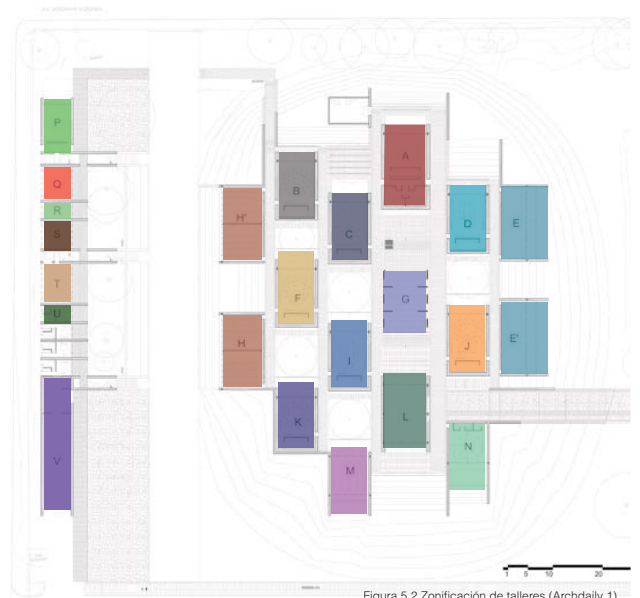 P
A
B
Q
C
D
E
H'
R
S
F
T
G
U
H
I
J
E'
K
L
V
N
M
1 5 10 20
Figura 5.2 Zonificación de talleres (Archdaily 1)